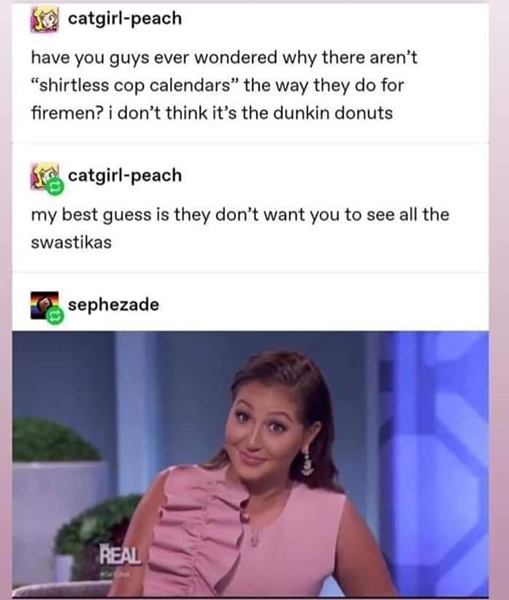 catgirl-peach
have you guys ever wondered why there aren't
“shirtless cop calendars” the way they do for
firemen? i don't think it's the dunkin donuts
catgirl-peach
my best guess is they don't want you to see all the
swastikas
sephezade
THE
REAL